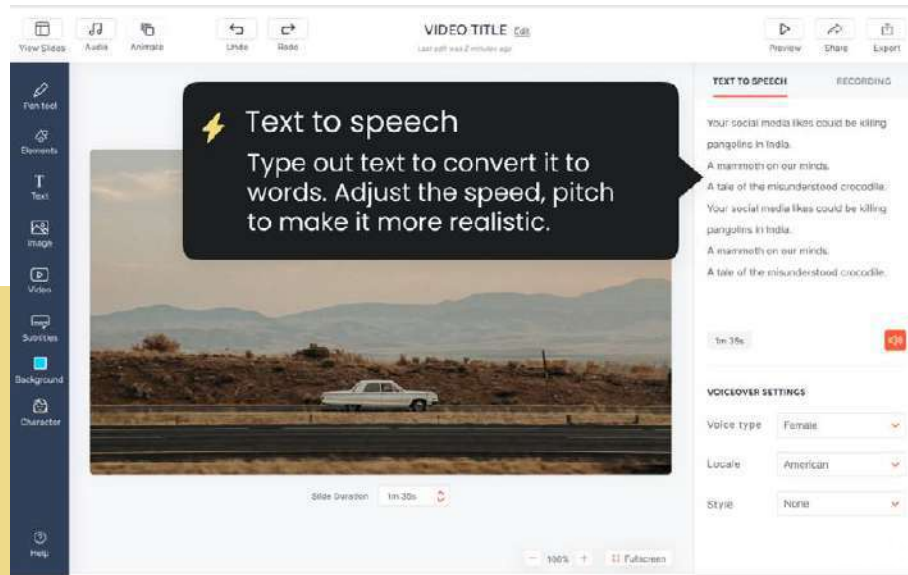 View Slides
Audio
Animate
Undo
Redo
VIDEO TITLE Edit
Last edit was 2 minutes ago
Preview
Share
Export
Pen tool
Elements
Text
Image
Video
Subtitles
Background
Character
Help
Text to speech
Type out text to convert it to
words. Adjust the speed, pitch
to make it more realistic.
Slide Duration 1m 38s
100%
Fullscreen
TEXT TO SPEECH
RECORDING
Your social media likes could be killing
pangolins in India.
A mammoth on our minds.
A tale of the misunderstood crocodile.
Your social media likes could be killing
pangolins in India.
A mammoth on our minds.
A tale of the misunderstood crocodile.
1m 38s
VOICEOVER SETTINGS
Voice type Female
Locale American
Style None